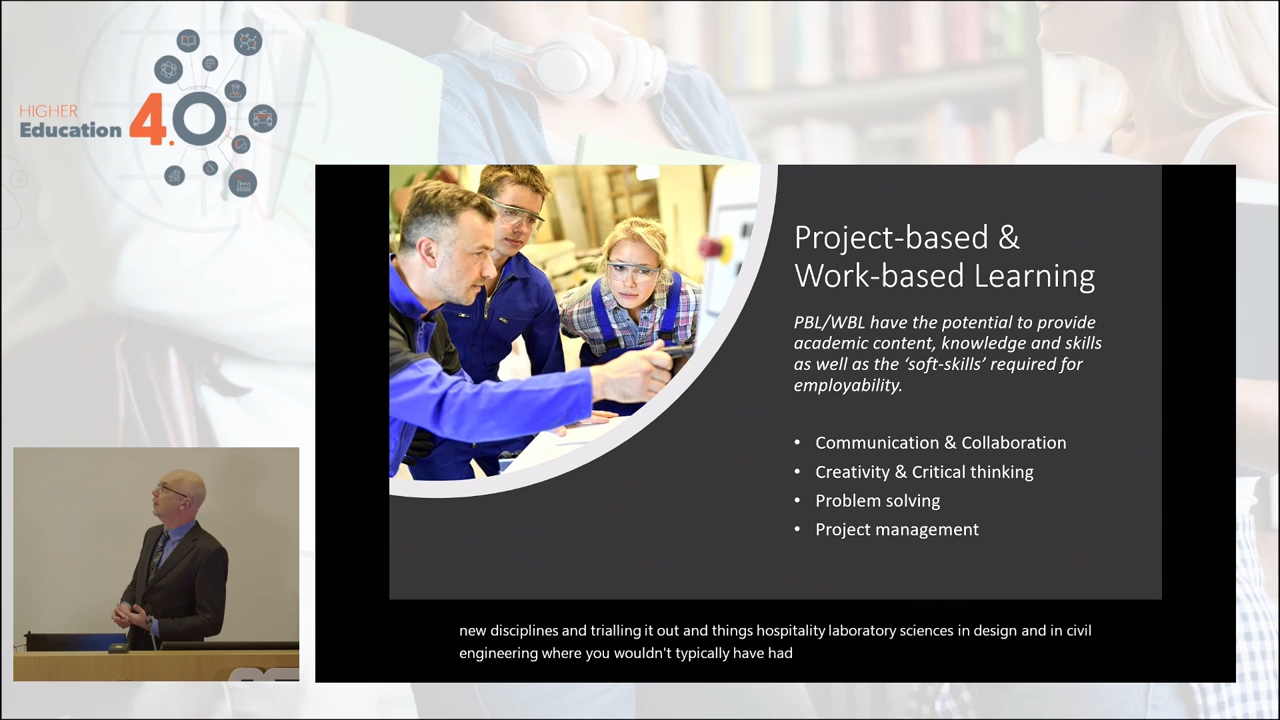 HIGHER
Education 4.0
Project-based &
Work-based Learning
PBL/WBL have the potential to provide
academic content, knowledge and skills
as well as the ‘soft-skills’ required for
employability.
• Communication & Collaboration
• Creativity & Critical thinking
• Problem solving
• Project management
new disciplines and trialling it out and things hospitality laboratory sciences in design and in civil
engineering where you wouldn't typically have had